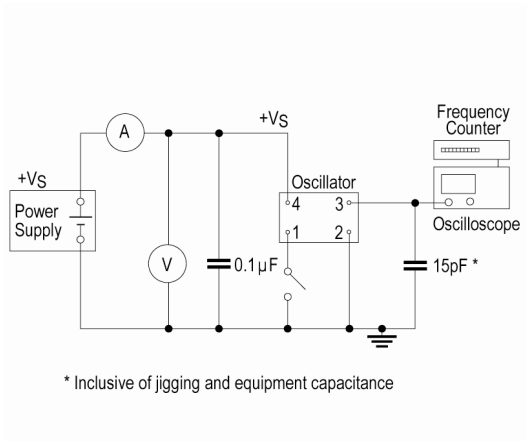 Frequency
Counter
+VS
A
+VS
Oscillator
Power
Supply
4 3
1 2
Oscilloscope
V
0.1µF
15pF *
* Inclusive of jigging and equipment capacitance